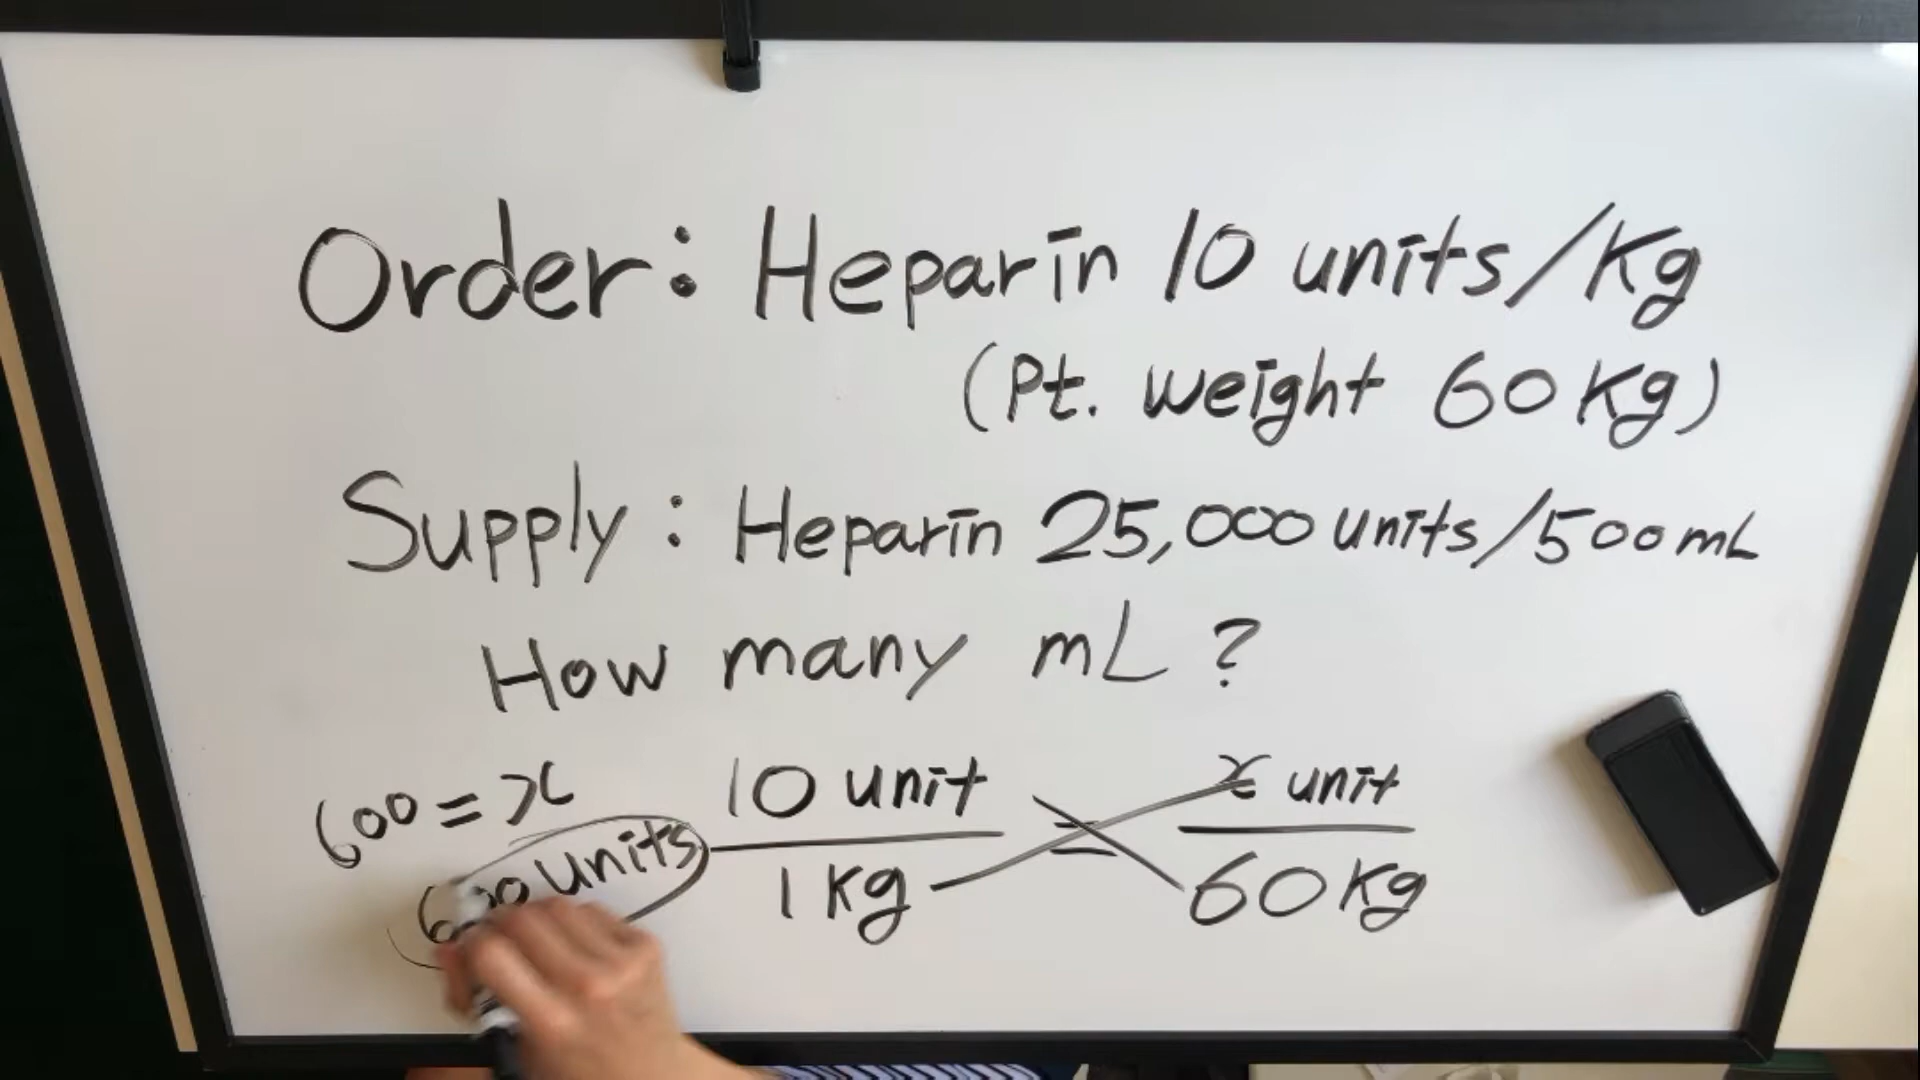 Order: Heparin 10 units/Kg
(Pt. weight 60 Kg)
Supply: Heparin 25,000 units/500 mL
How many mL?
600 = x
600 units
10 unit / 1 Kg = x unit / 60 Kg